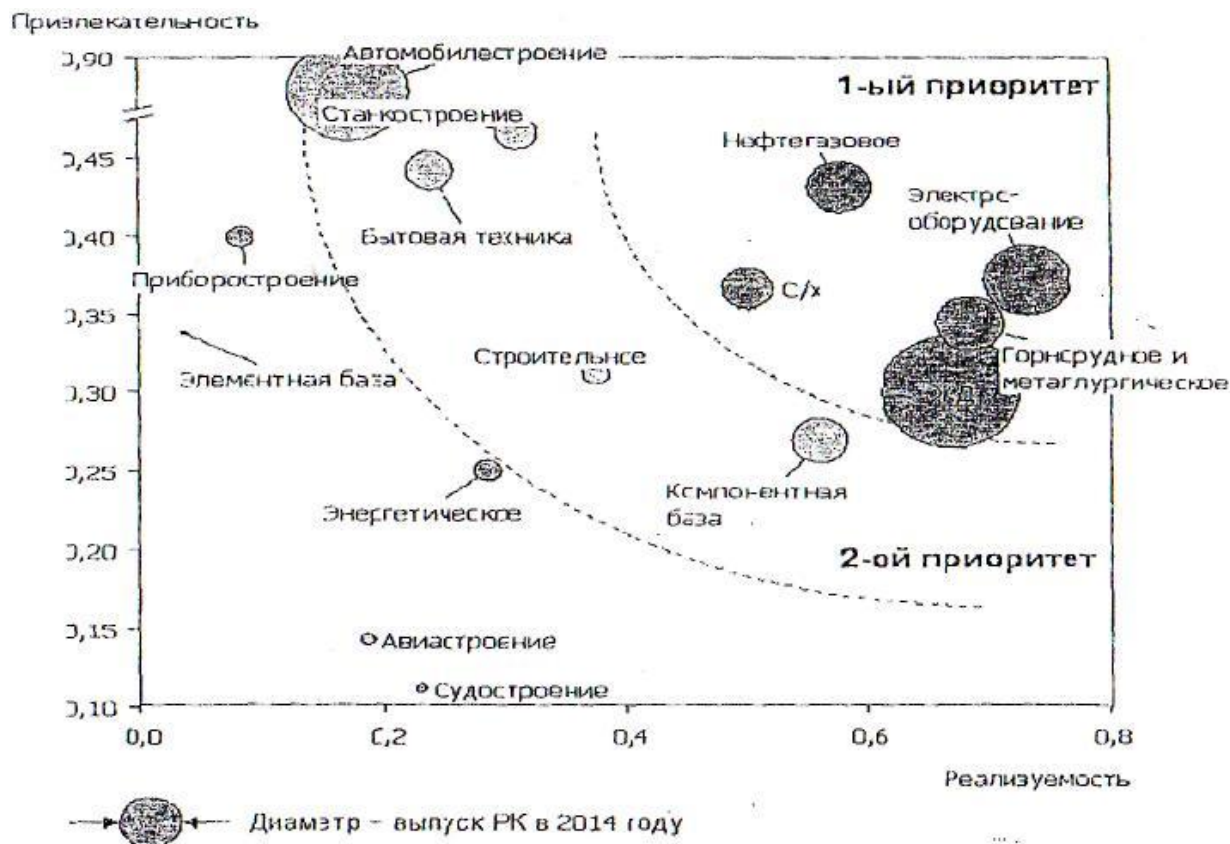 Привлекательность
0,90
0,45
0,40
0,35
0,30
0,25
0,20
0,15
0,10
Автомобилестроение
1-ый приоритет
Станкостроение
Нефтегазовое
Электро-
оборудование
Бытовая техника
Приборостроение
С/х
Строительное
Горнорудное и
металлургическое
Элементная база
Компонентная
база
Энергетическое
2-ой приоритет
Авиастроение
Судостроение
0,0 0,2 0,4 0,6 0,8
Реализуемость
Диаметр – выпуск РК в 2014 году